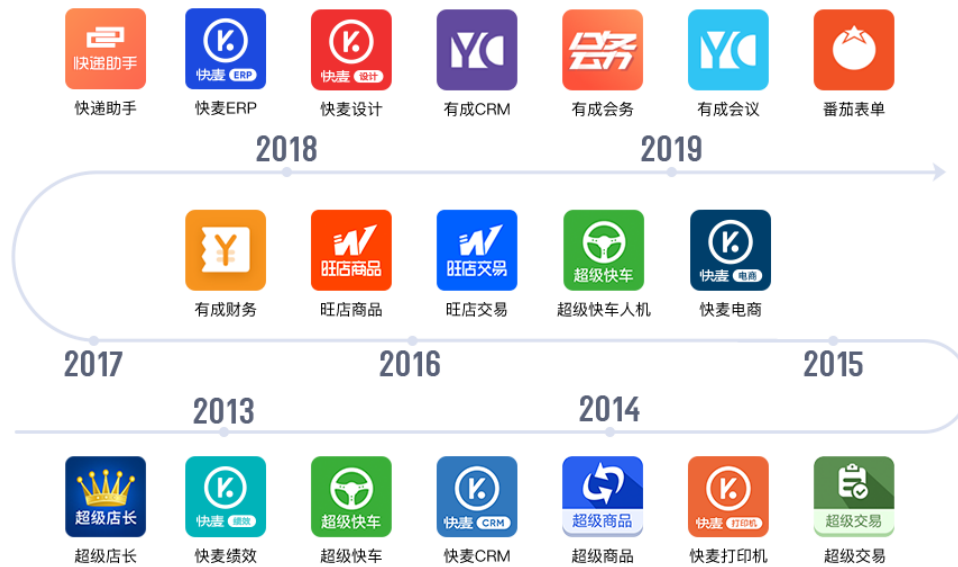 快递助手
快麦 ERP
快麦 设计
YC
会务
YC
快递助手
快麦ERP
快麦设计
有成CRM
有成会务
有成会议
番茄表单
2018
2019
¥
旺店商品
旺店交易
超级快车
快麦 电商
有成财务
旺店商品
旺店交易
超级快车人机
快麦电商
2017
2016
2015
2013
2014
超级店长
快麦 绩效
超级快车
快麦 CRM
超级商品
快麦 打印机
超级交易
超级店长
快麦绩效
超级快车
快麦CRM
超级商品
快麦打印机
超级交易